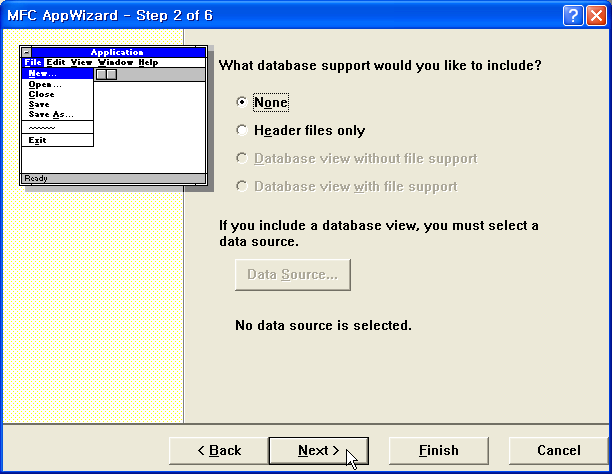 MFC AppWizard - Step 2 of 6
Application
File Edit View Window Help
New...
Open...
Close
Save
Save As...
Exit
Ready
What database support would you like to include?
None
Header files only
Database view without file support
Database view with file support
If you include a database view, you must select a
data source.
Data Source...
No data source is selected.
< Back Next > Finish Cancel